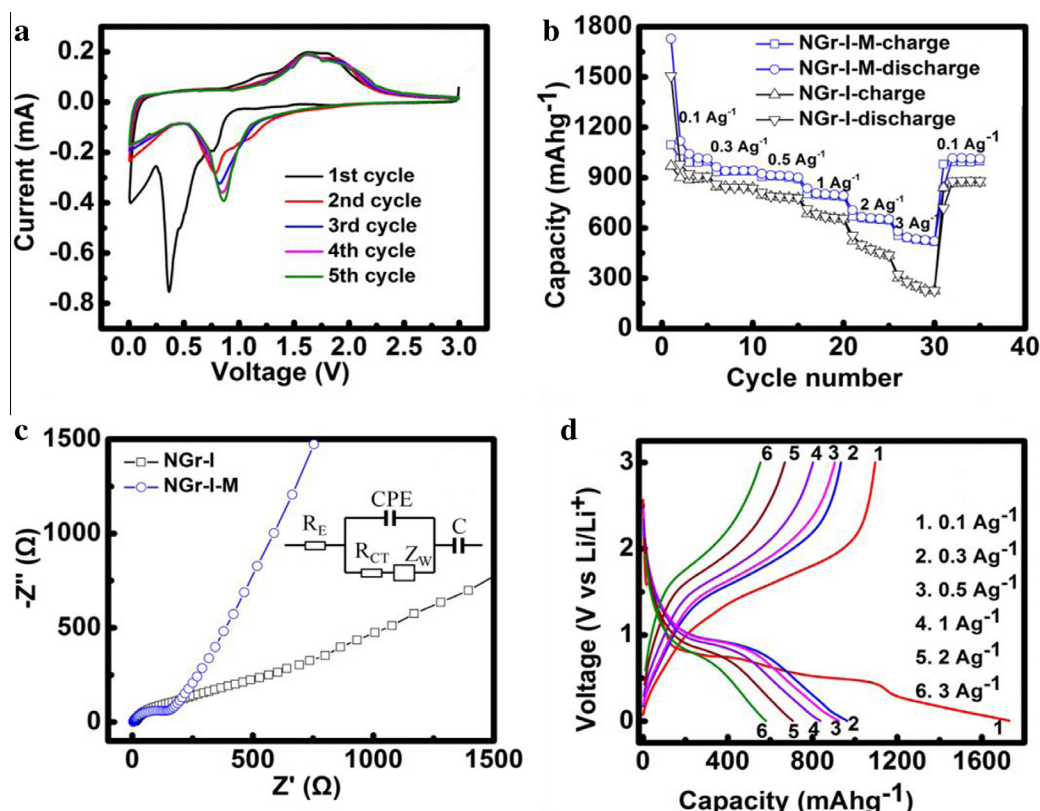 a
0.2
0.0
-0.2
-0.4
-0.6
-0.8
Current (mA)
1st cycle
2nd cycle
3rd cycle
4th cycle
5th cycle
0.0 0.5 1.0 1.5 2.0 2.5 3.0
Voltage (V)
b
1800
1500
1200
900
600
300
0
Capacity (mAhg-1)
NGr-I-M-charge
NGr-I-M-discharge
NGr-I-charge
NGr-I-discharge
0.1 Ag-1
0.3 Ag-1
0.5 Ag-1
1 Ag-1
2 Ag-1
3 Ag-1
0.1 Ag-1
0 10 20 30 40
Cycle number
c
1500
1000
500
0
-Z'' (Ω)
NGr-I
NGr-I-M
CPE
RE
C
RCT
ZW
0 250 500 750 1000 1250 1500
Z' (Ω)
d
3
2
1
0
Voltage (V vs Li/Li+)
6 5 4 3 2 1
1. 0.1 Ag-1
2. 0.3 Ag-1
3. 0.5 Ag-1
4. 1 Ag-1
5. 2 Ag-1
6. 3 Ag-1
6 5 4 3 2 1
0 400 800 1200 1600
Capacity (mAhg-1)